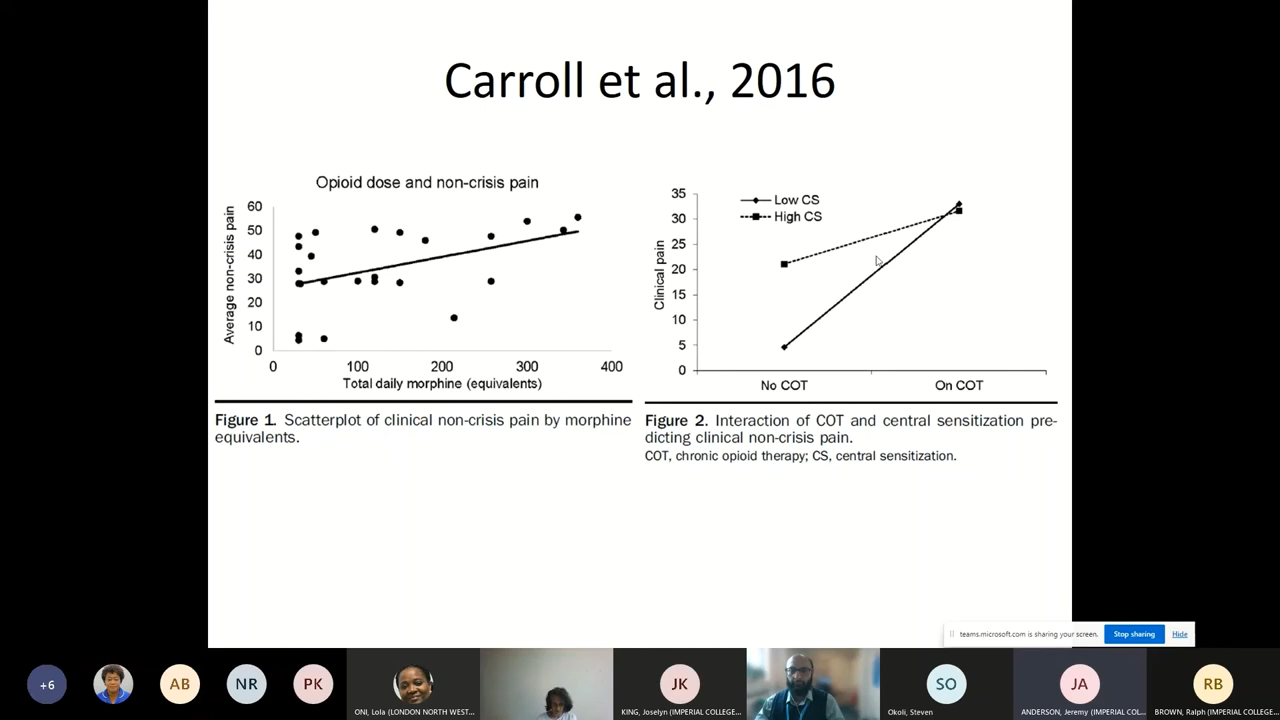 Carroll et al., 2016
Opioid dose and non-crisis pain
Average non-crisis pain
60
50
40
30
20
10
0
0 100 200 300 400
Total daily morphine (equivalents)
Figure 1. Scatterplot of clinical non-crisis pain by morphine
equivalents.
Low CS
High CS
Clinical pain
35
30
25
20
15
10
5
0
No COT On COT
Figure 2. Interaction of COT and central sensitization pre-
dicting clinical non-crisis pain.
COT, chronic opioid therapy; CS, central sensitization.
teams.microsoft.com is sharing your screen. Stop sharing Hide
+6 AB NR PK JK SO JA RB
ONI, Lola (LONDON NORTH WEST... KING, Joselyn (IMPERIAL COLLEGE... Okoli, Steven ANDERSON, Jeremy (IMPERIAL COL... BROWN, Ralph (IMPERIAL COLLEGE...